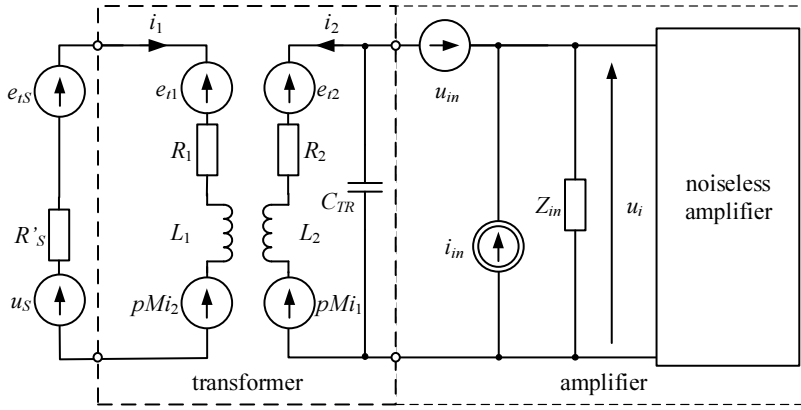 i1
i2
etS
et1
et2
uin
R1
R2
CTR
iin
Zin
ui
noiseless
amplifier
R'S
L1
L2
uS
pMi2
pMi1
transformer
amplifier